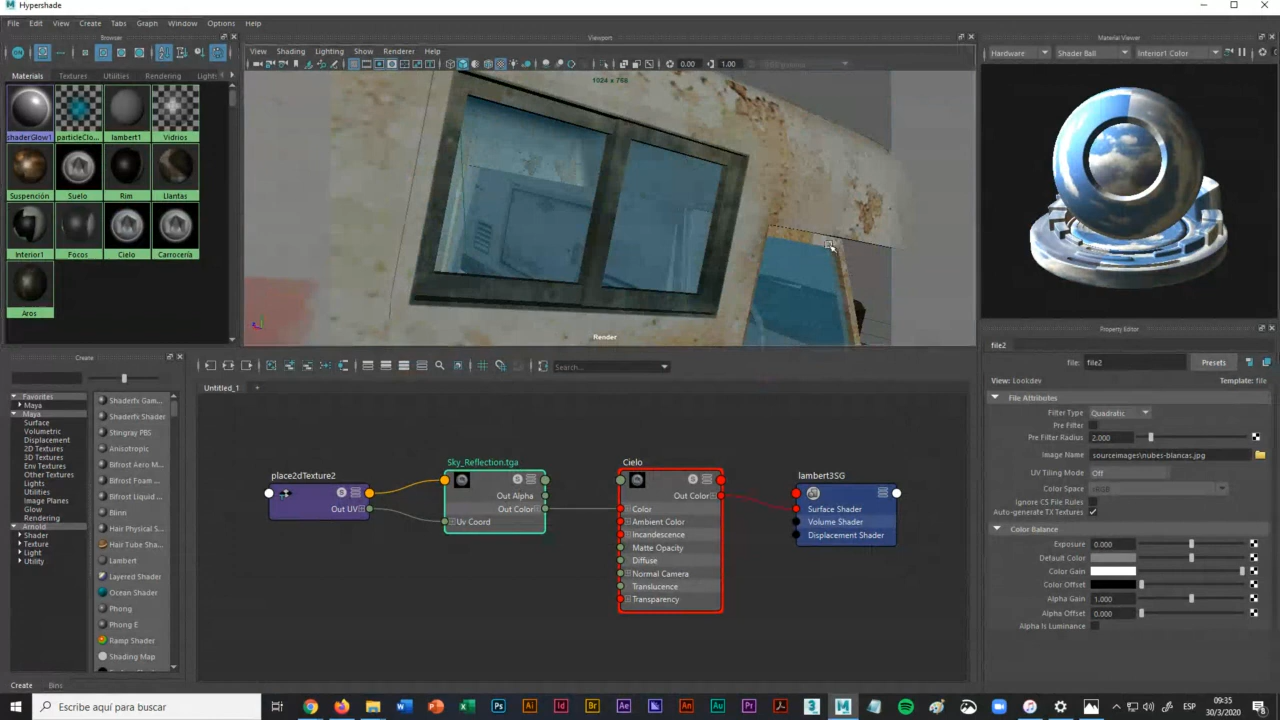 Hypershade
File Edit View Create Tabs Graph Window Options Help
Browser
Viewport
Material Viewer
View Shading Lighting Show Renderer Help
Hardware Shader Ball Interior1 Color
0.00 1.00
Materials Textures Utilities Rendering Light
1024 x 768
shaderGlow1 particleClo... lambert1 Vidrios
Suspención Suelo Rim Llantas
Interior1 Focos Cielo Carrocería
Aros
Render
Property Editor
file2
file: file2 Presets
View: Lookdev Template: file
File Attributes
Filter Type Quadratic
Pre Filter
Pre Filter Radius 2.000
Image Name sourceimages\nubes-blancas.jpg
UV Tiling Mode Off
Color Space sRGB
Ignore CS File Rules
Auto-generate TX Textures
Color Balance
Exposure 0.000
Default Color
Color Gain
Color Offset
Alpha Gain 1.000
Alpha Offset 0.000
Alpha Is Luminance
Create
Search...
Untitled_1 +
Favorites
Maya
Maya
Surface
Volumetric
Displacement
2D Textures
3D Textures
Env Textures
Other Textures
Lights
Utilities
Image Planes
Glow
Rendering
Arnold
Shader
Texture
Light
Utility
Shaderfx Gam...
Shaderfx Shader
Stingray PBS
Anisotropic
Bifrost Aero M...
Bifrost Foam ...
Bifrost Liquid ...
Blinn
Hair Physical S...
Hair Tube Sha...
Lambert
Layered Shader
Ocean Shader
Phong
Phong E
Ramp Shader
Shading Map
place2dTexture2
Out UV
Sky_Reflection.tga
Out Alpha
Out Color
Uv Coord
Cielo
Out Color
Color
Ambient Color
Incandescence
Matte Opacity
Diffuse
Normal Camera
Translucence
Transparency
lambert3SG
Surface Shader
Volume Shader
Displacement Shader
Create Bins
Escribe aquí para buscar
ESP
09:35
30/3/2020